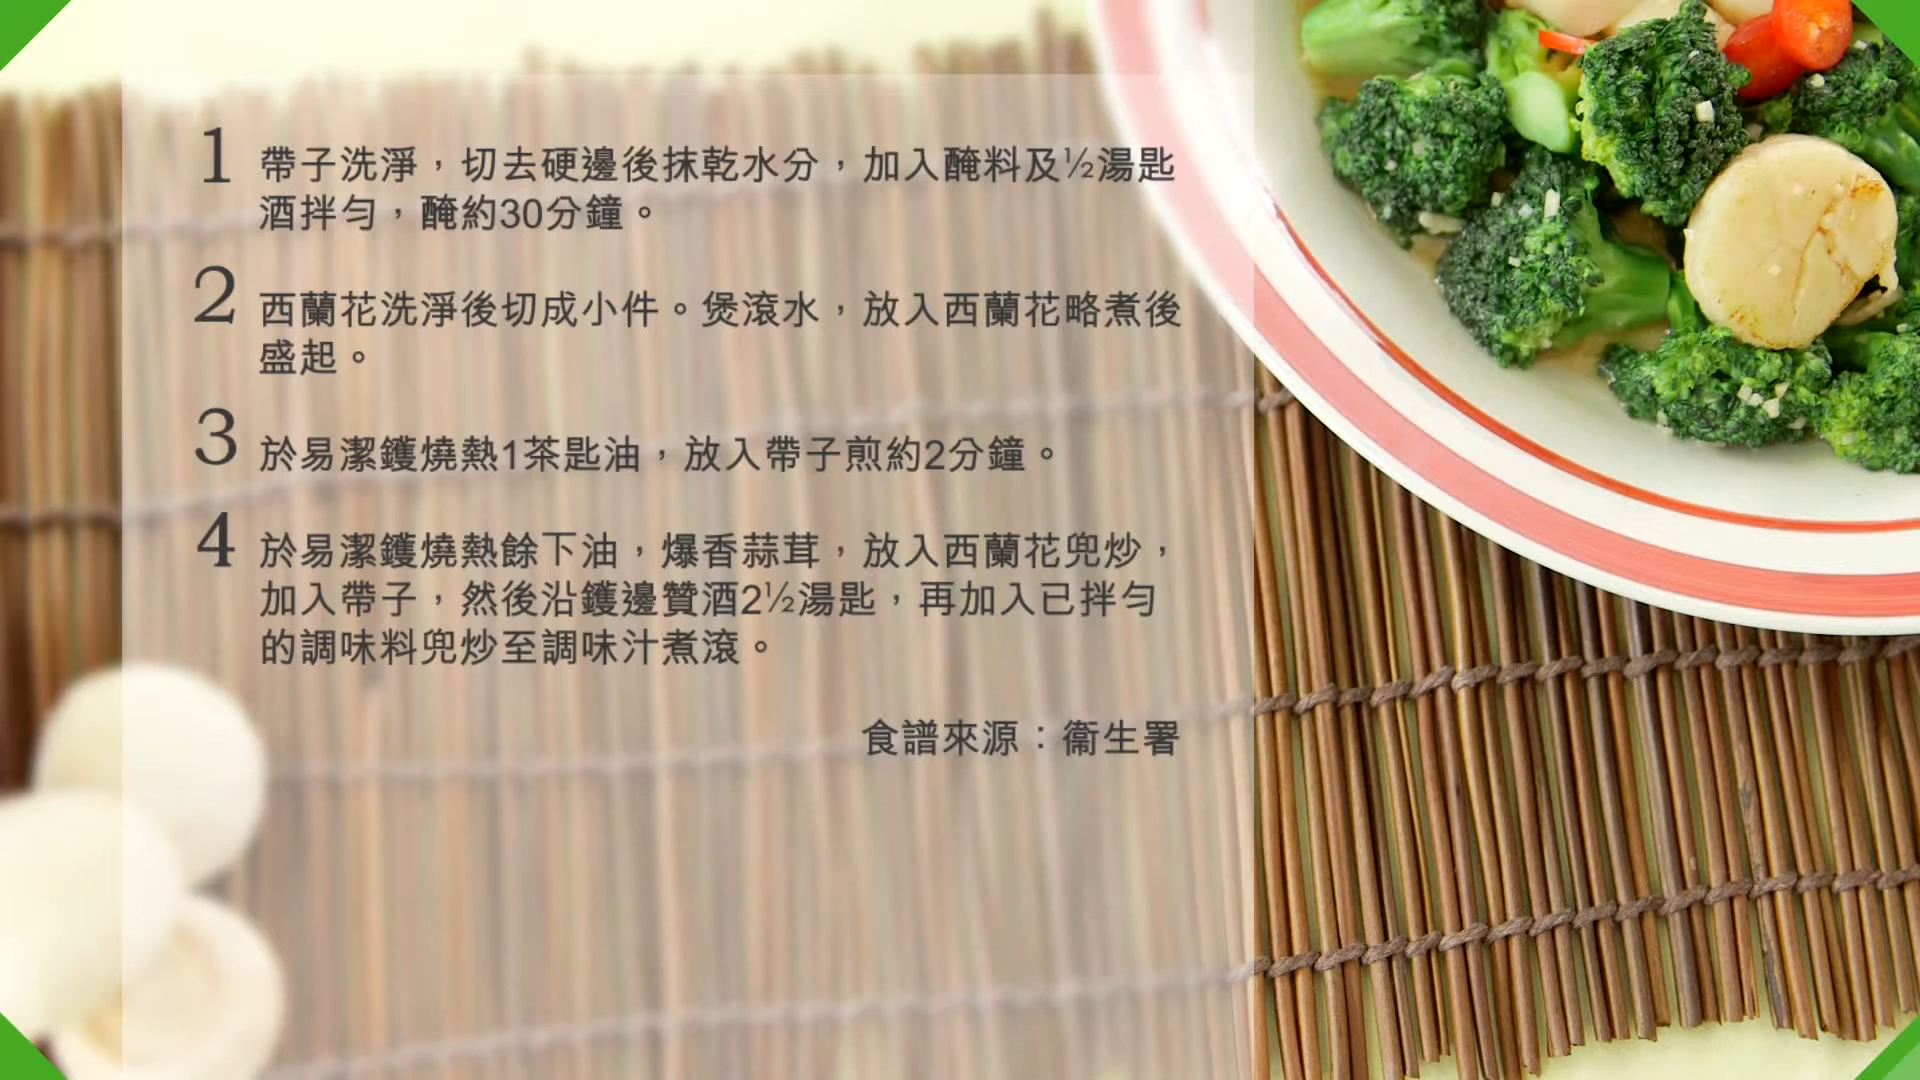 1 帶子洗淨，切去硬邊後抹乾水分，加入醃料及½湯匙
酒拌勻，醃約30分鐘。
2 西蘭花洗淨後切成小件。煲滾水，放入西蘭花略煮後
盛起。
3 於易潔鑊燒熱1茶匙油，放入帶子煎約2分鐘。
4 於易潔鑊燒熱餘下油，爆香蒜茸，放入西蘭花兜炒，
加入帶子，然後沿鑊邊贊酒2½湯匙，再加入已拌勻
的調味料兜炒至調味汁煮滾。
食譜來源：衞生署